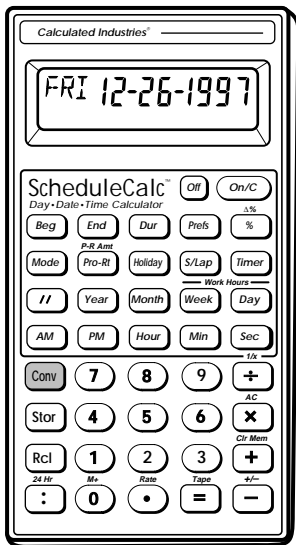 Calculated Industries®
FRI 12-26-1997
ScheduleCalc™ Off On/C
Day•Date•Time Calculator
Δ%
Beg End Dur Prefs %
P-R Amt
Mode Pro-Rt Holiday S/Lap Timer
Work Hours
// Year Month Week Day
AM PM Hour Min Sec
1/x
Conv 7 8 9 ÷
AC
Stor 4 5 6 ×
Clr Mem
Rcl 1 2 3 +
24 Hr M+ Rate Tape +/−
: 0 • = −